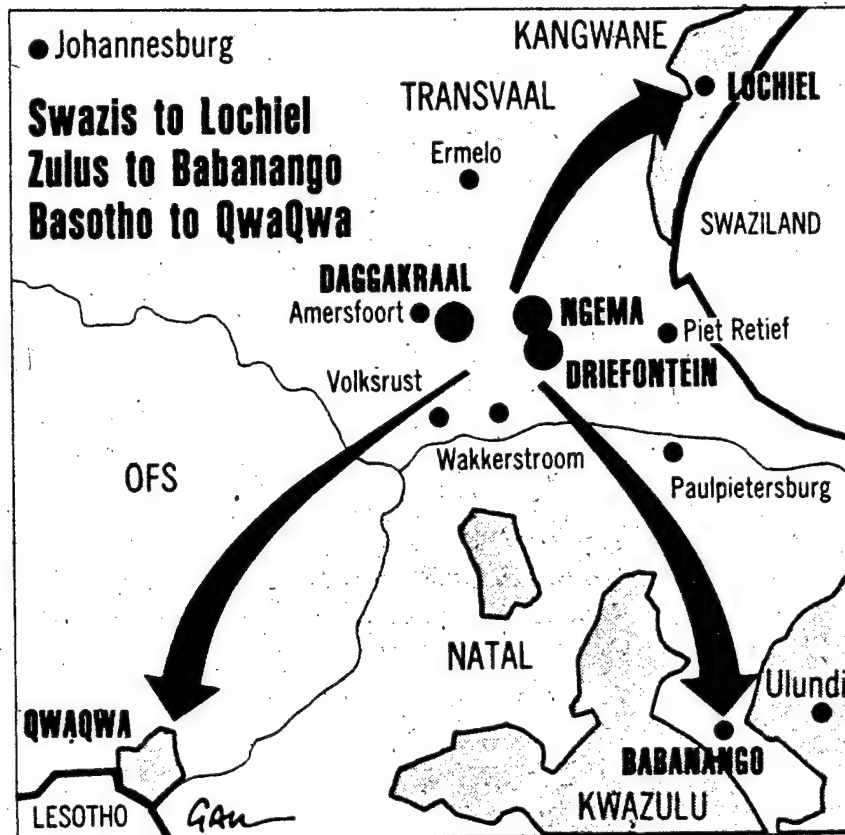 Johannesburg
KANGWANE
LOCHIEL
TRANSVAAL
Swazis to Lochiel
Zulus to Babanango
Basotho to QwaQwa
Ermelo
SWAZILAND
DAGGAKRAAL
Amersfoort
NGEMA
Piet Retief
DRIEFONTEIN
Volksrust
Wakkerstroom
OFS
Paulpietersburg
NATAL
Ulundi
QWAQWA
BABANANGO
KWAZULU
LESOTHO